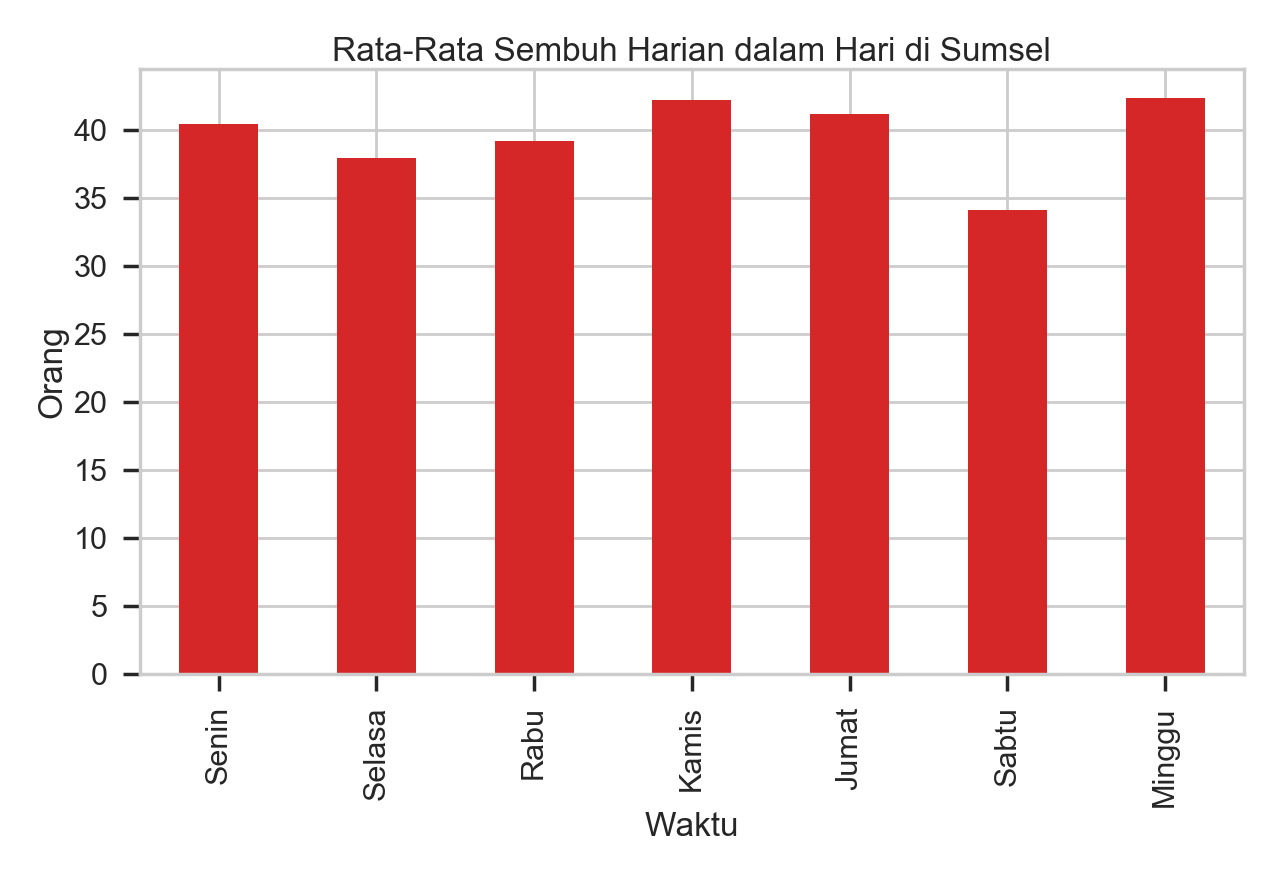 Rata-Rata Sembuh Harian dalam Hari di Sumsel
Orang
40
35
30
25
20
15
10
5
0
Senin
Selasa
Rabu
Kamis
Jumat
Sabtu
Minggu
Waktu